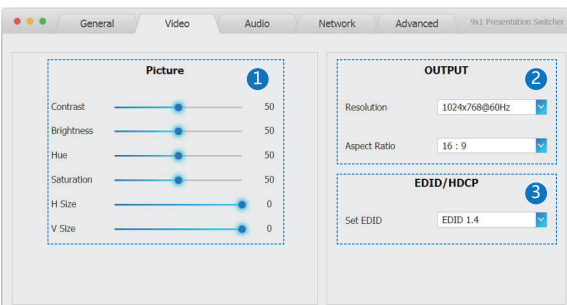 General Video Audio Network Advanced 9x1 Presentation Switcher
Picture 1
Contrast 50
Brightness 50
Hue 50
Saturation 50
H Size 0
V Size 0
OUTPUT 2
Resolution 1024x768@60Hz
Aspect Ratio 16 : 9
EDID/HDCP 3
Set EDID EDID 1.4